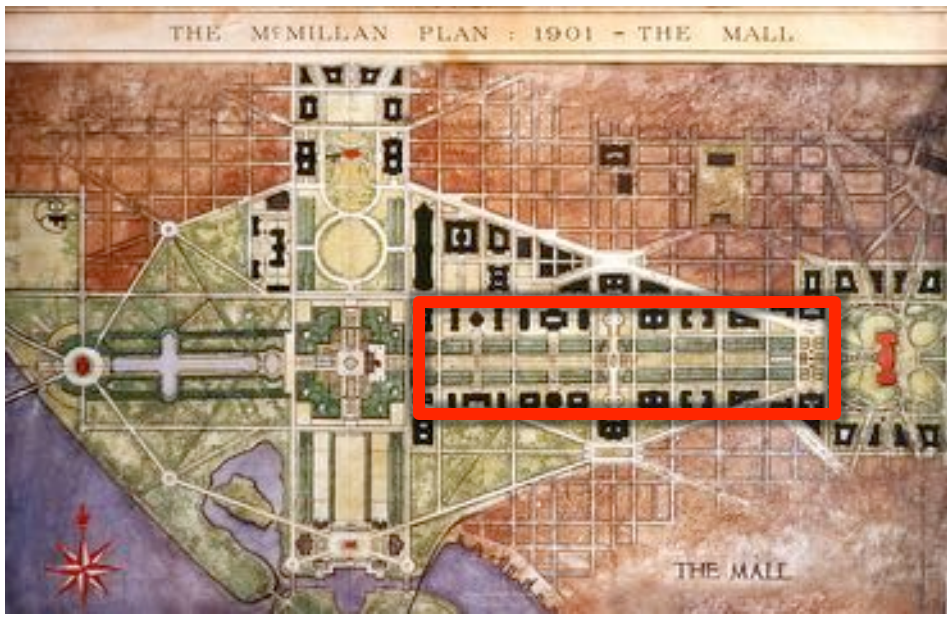 THE MCMILLAN PLAN : 1901 – THE MALL
THE MALL